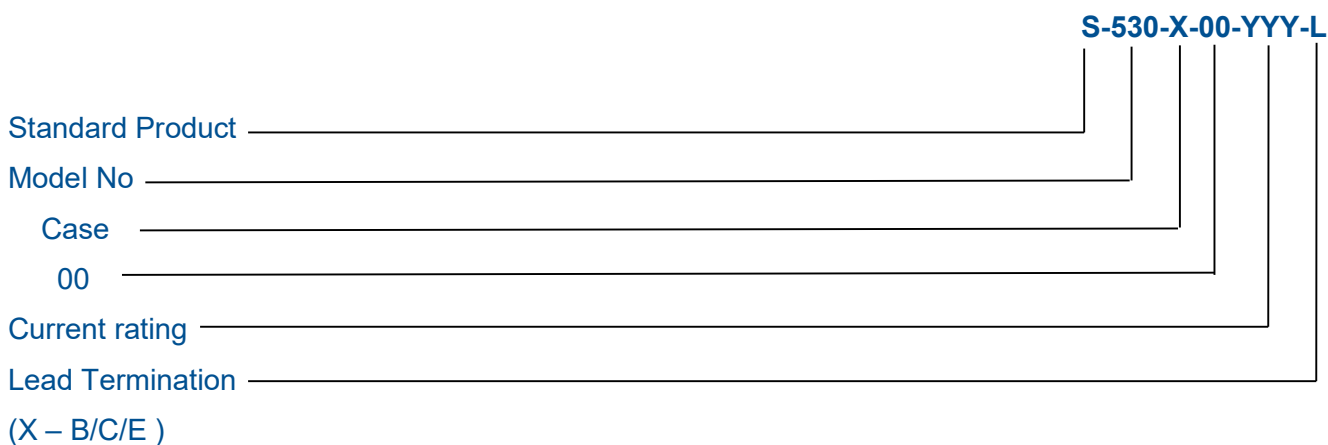 S-530-X-00-YYY-L
Standard Product
Model No
Case
00
Current rating
Lead Termination
(X – B/C/E )